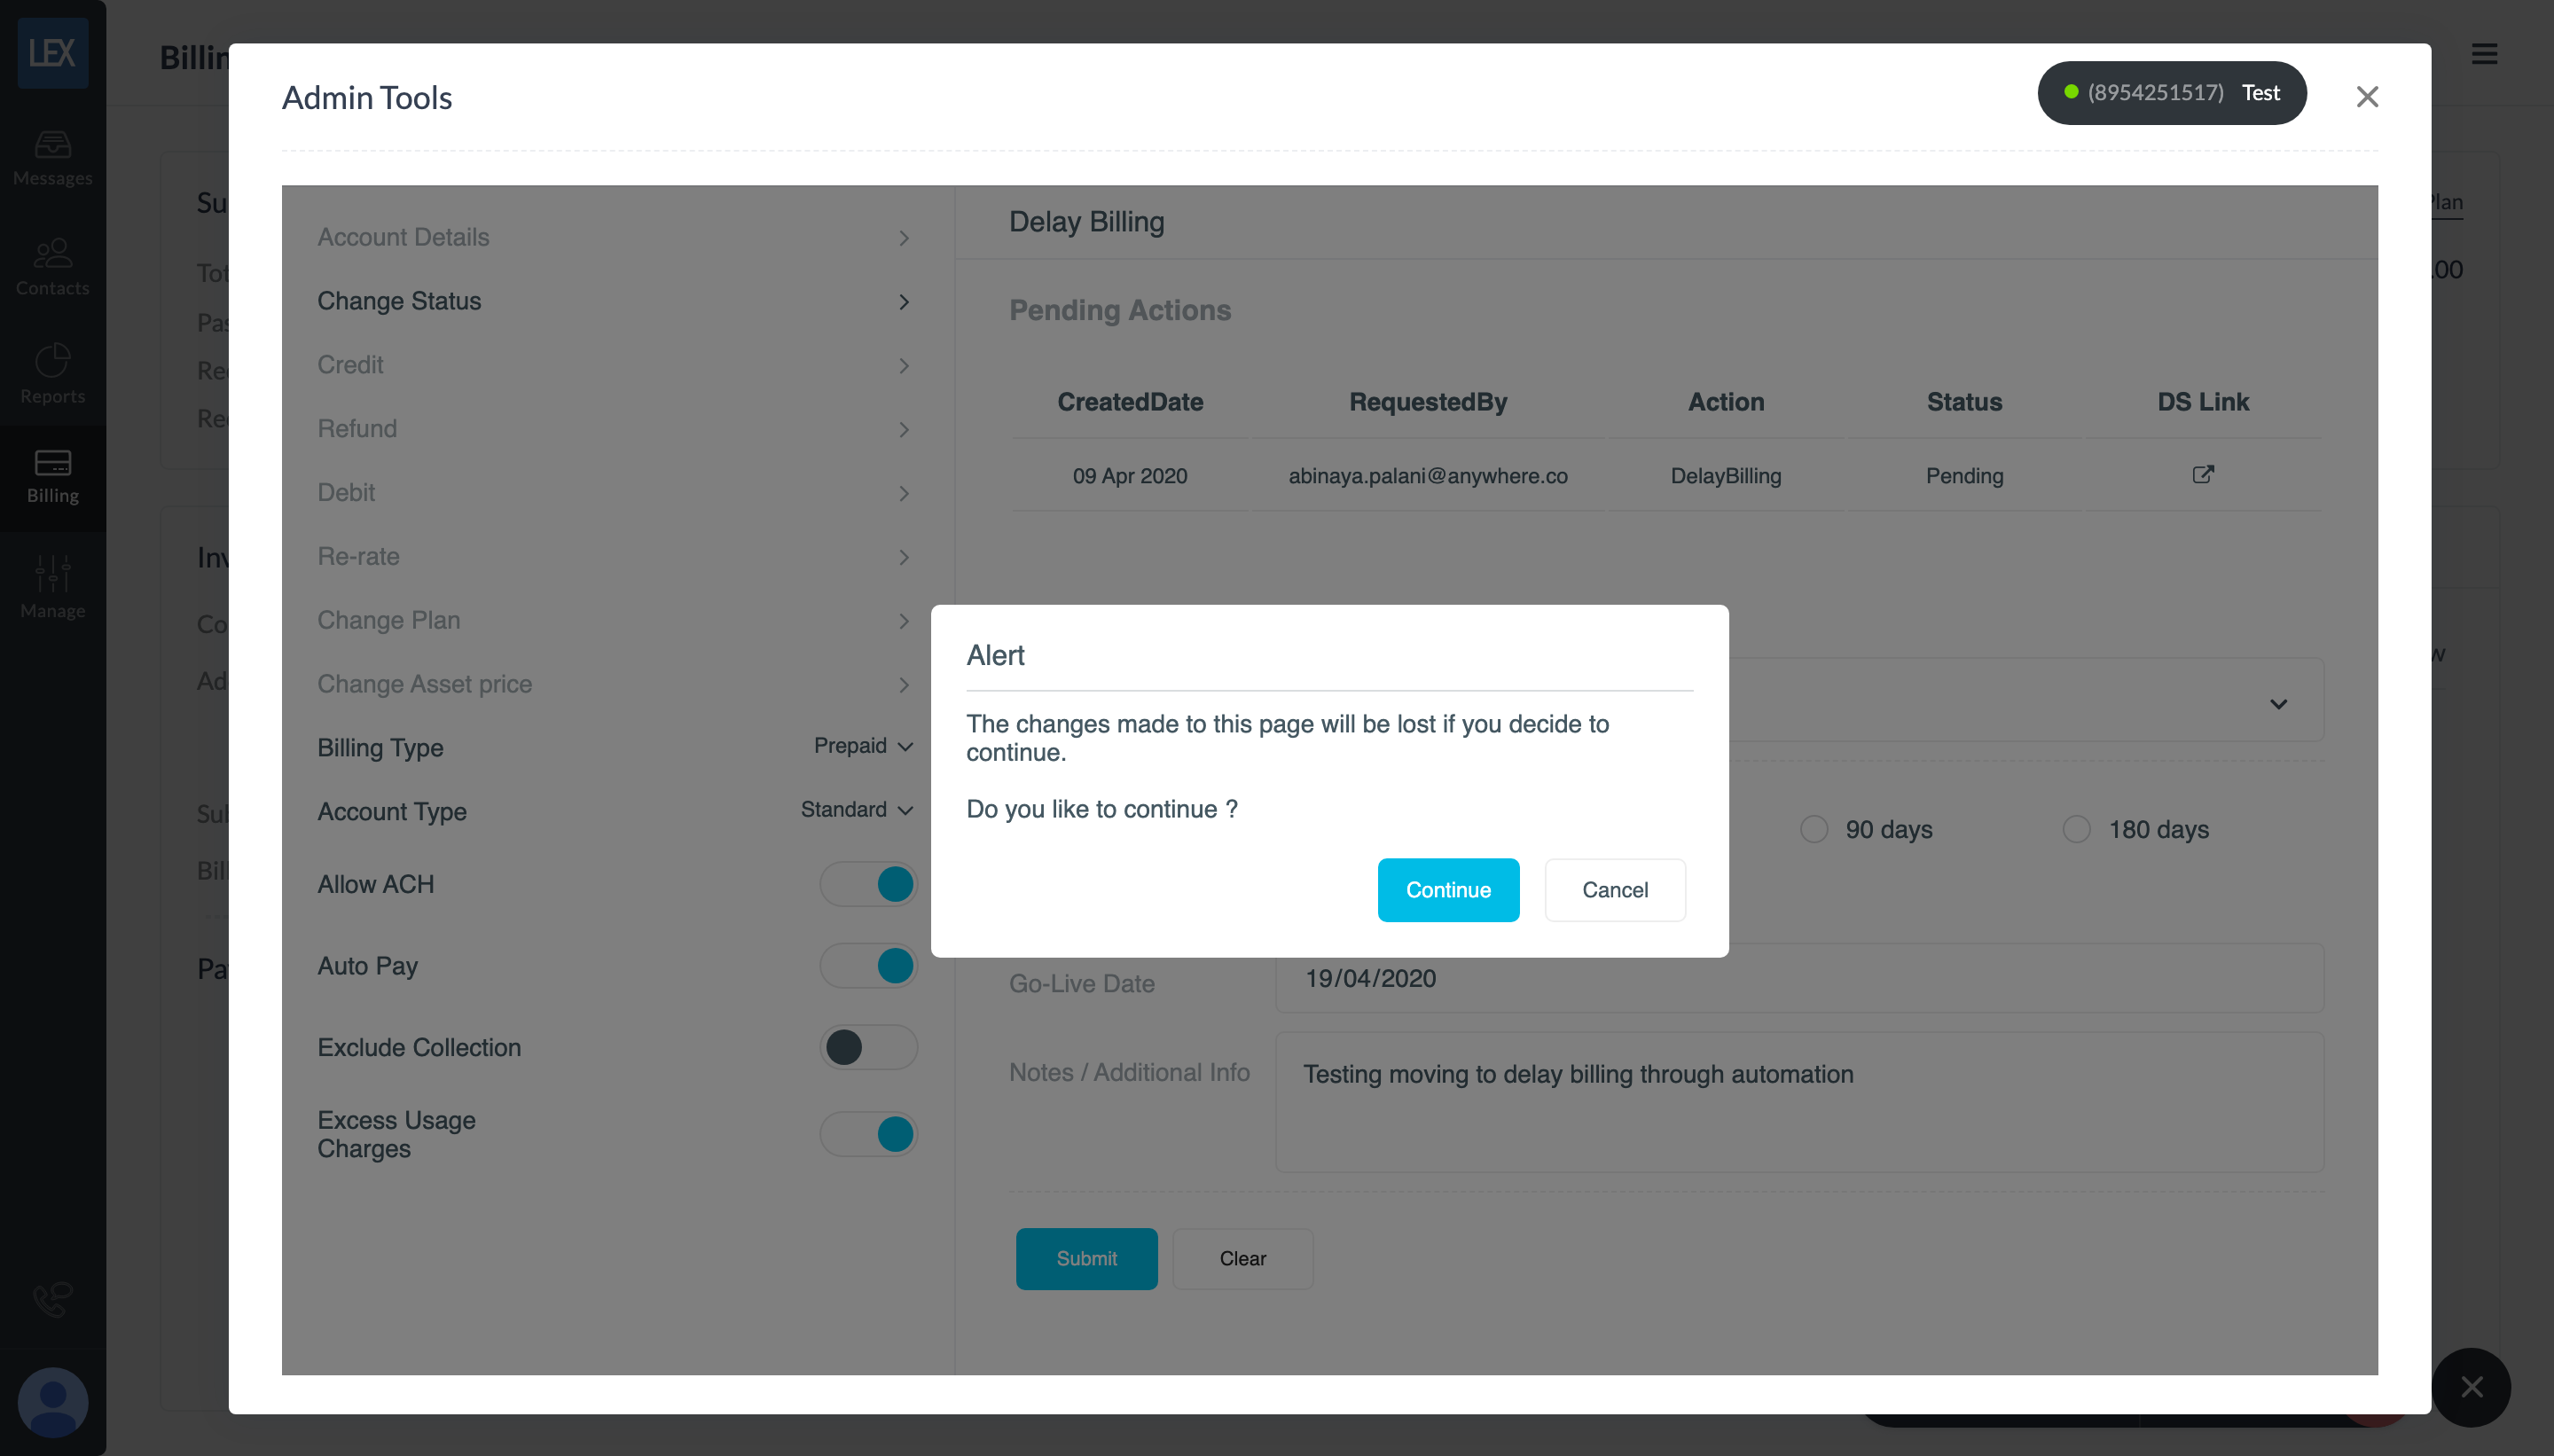 LEX
Billin
Admin Tools
(8954251517) Test
Messages
Contacts
Reports
Billing
Manage
Su
Tot
Pas
Re
Re
Inv
Co
Ad
Sub
Bill
Pa
Plan
.00
w
Account Details
Change Status
Credit
Refund
Debit
Re-rate
Change Plan
Change Asset price
Billing Type Prepaid
Account Type Standard
Allow ACH
Auto Pay
Exclude Collection
Excess Usage
Charges
Delay Billing
Pending Actions
CreatedDate RequestedBy Action Status DS Link
09 Apr 2020 abinaya.palani@anywhere.co DelayBilling Pending
Alert
The changes made to this page will be lost if you decide to
continue.
Do you like to continue ?
Continue Cancel
90 days 180 days
Go-Live Date 19/04/2020
Notes / Additional Info Testing moving to delay billing through automation
Submit Clear